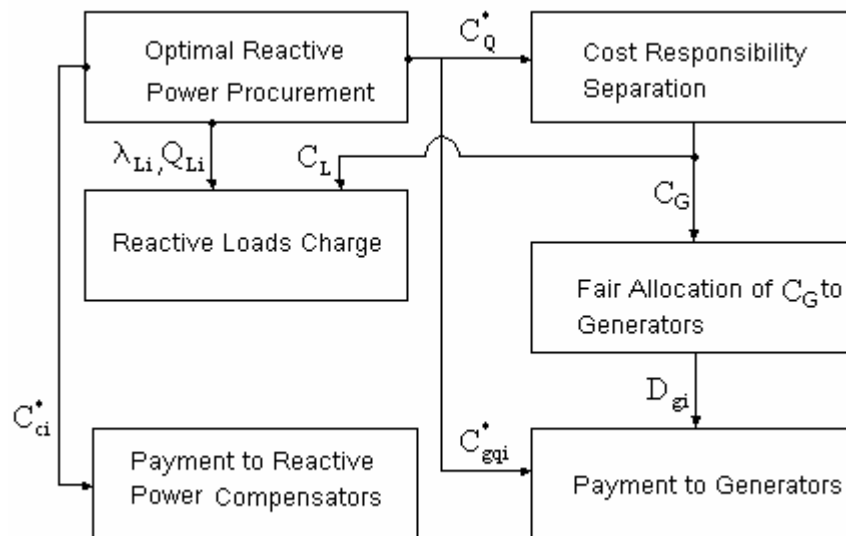 Optimal Reactive
Power Procurement
C*Q
Cost Responsibility
Separation
λLi,QLi
CL
CG
Reactive Loads Charge
Fair Allocation of CG to
Generators
Dgi
C*ci
C*gqi
Payment to Reactive
Power Compensators
Payment to Generators